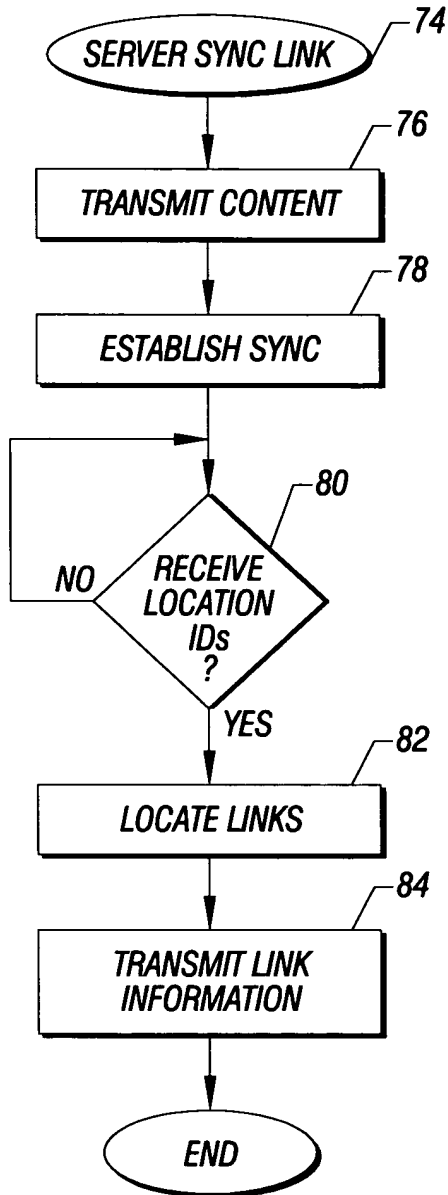 SERVER SYNC LINK
74
76
TRANSMIT CONTENT
78
ESTABLISH SYNC
80
NO
RECEIVE
LOCATION
IDs
?
YES
82
LOCATE LINKS
84
TRANSMIT LINK
INFORMATION
END